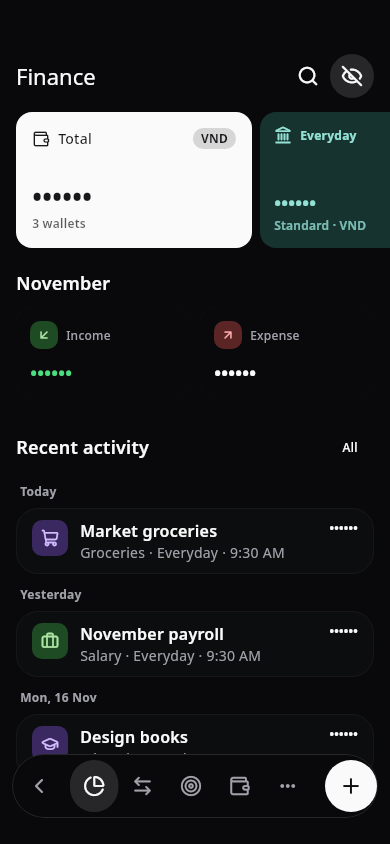 Finance
Total
VND
••••••
3 wallets
Everyday
••••••
Standard · VND
November
Income
••••••
Expense
••••••
Recent activity
All
Today
Market groceries
••••••
Groceries · Everyday · 9:30 AM
Yesterday
November payroll
••••••
Salary · Everyday · 9:30 AM
Mon, 16 Nov
Design books
••••••